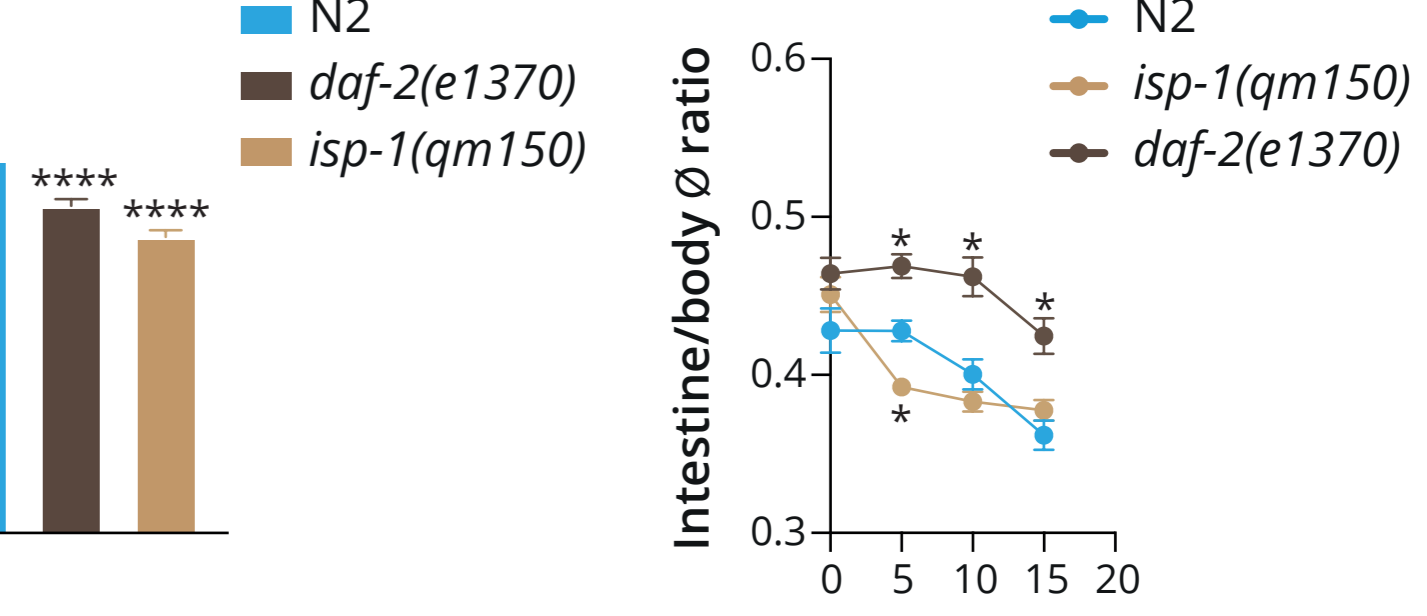 N2
daf-2(e1370)
isp-1(qm150)
****
****
Intestine/body Ø ratio
0.6
0.5
0.4
0.3
0 5 10 15 20
N2
isp-1(qm150)
daf-2(e1370)
*
*
*
*